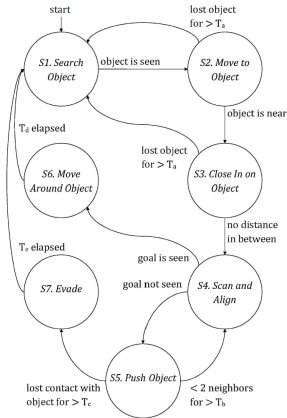 start
lost object
for > Tₐ
S1. Search
Object
object is seen
S2. Move to
Object
object is near
T_d elapsed
lost object
for > Tₐ
S6. Move
Around Object
S3. Close In on
Object
no distance
in between
Tₑ elapsed
goal is seen
goal not seen
S7. Evade
S4. Scan and
Align
S5. Push Object
lost contact with
object for > T_c
< 2 neighbors
for > T_b